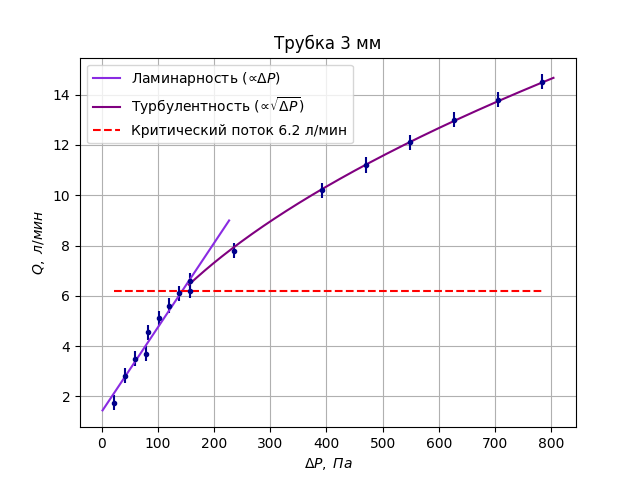 Трубка 3 мм
Ламинарность (∝ΔP)
Турбулентность (∝√ΔP)
Критический поток 6.2 л/мин
14
12
10
8
6
4
2
Q, л/мин
0 100 200 300 400 500 600 700 800
ΔP, Па